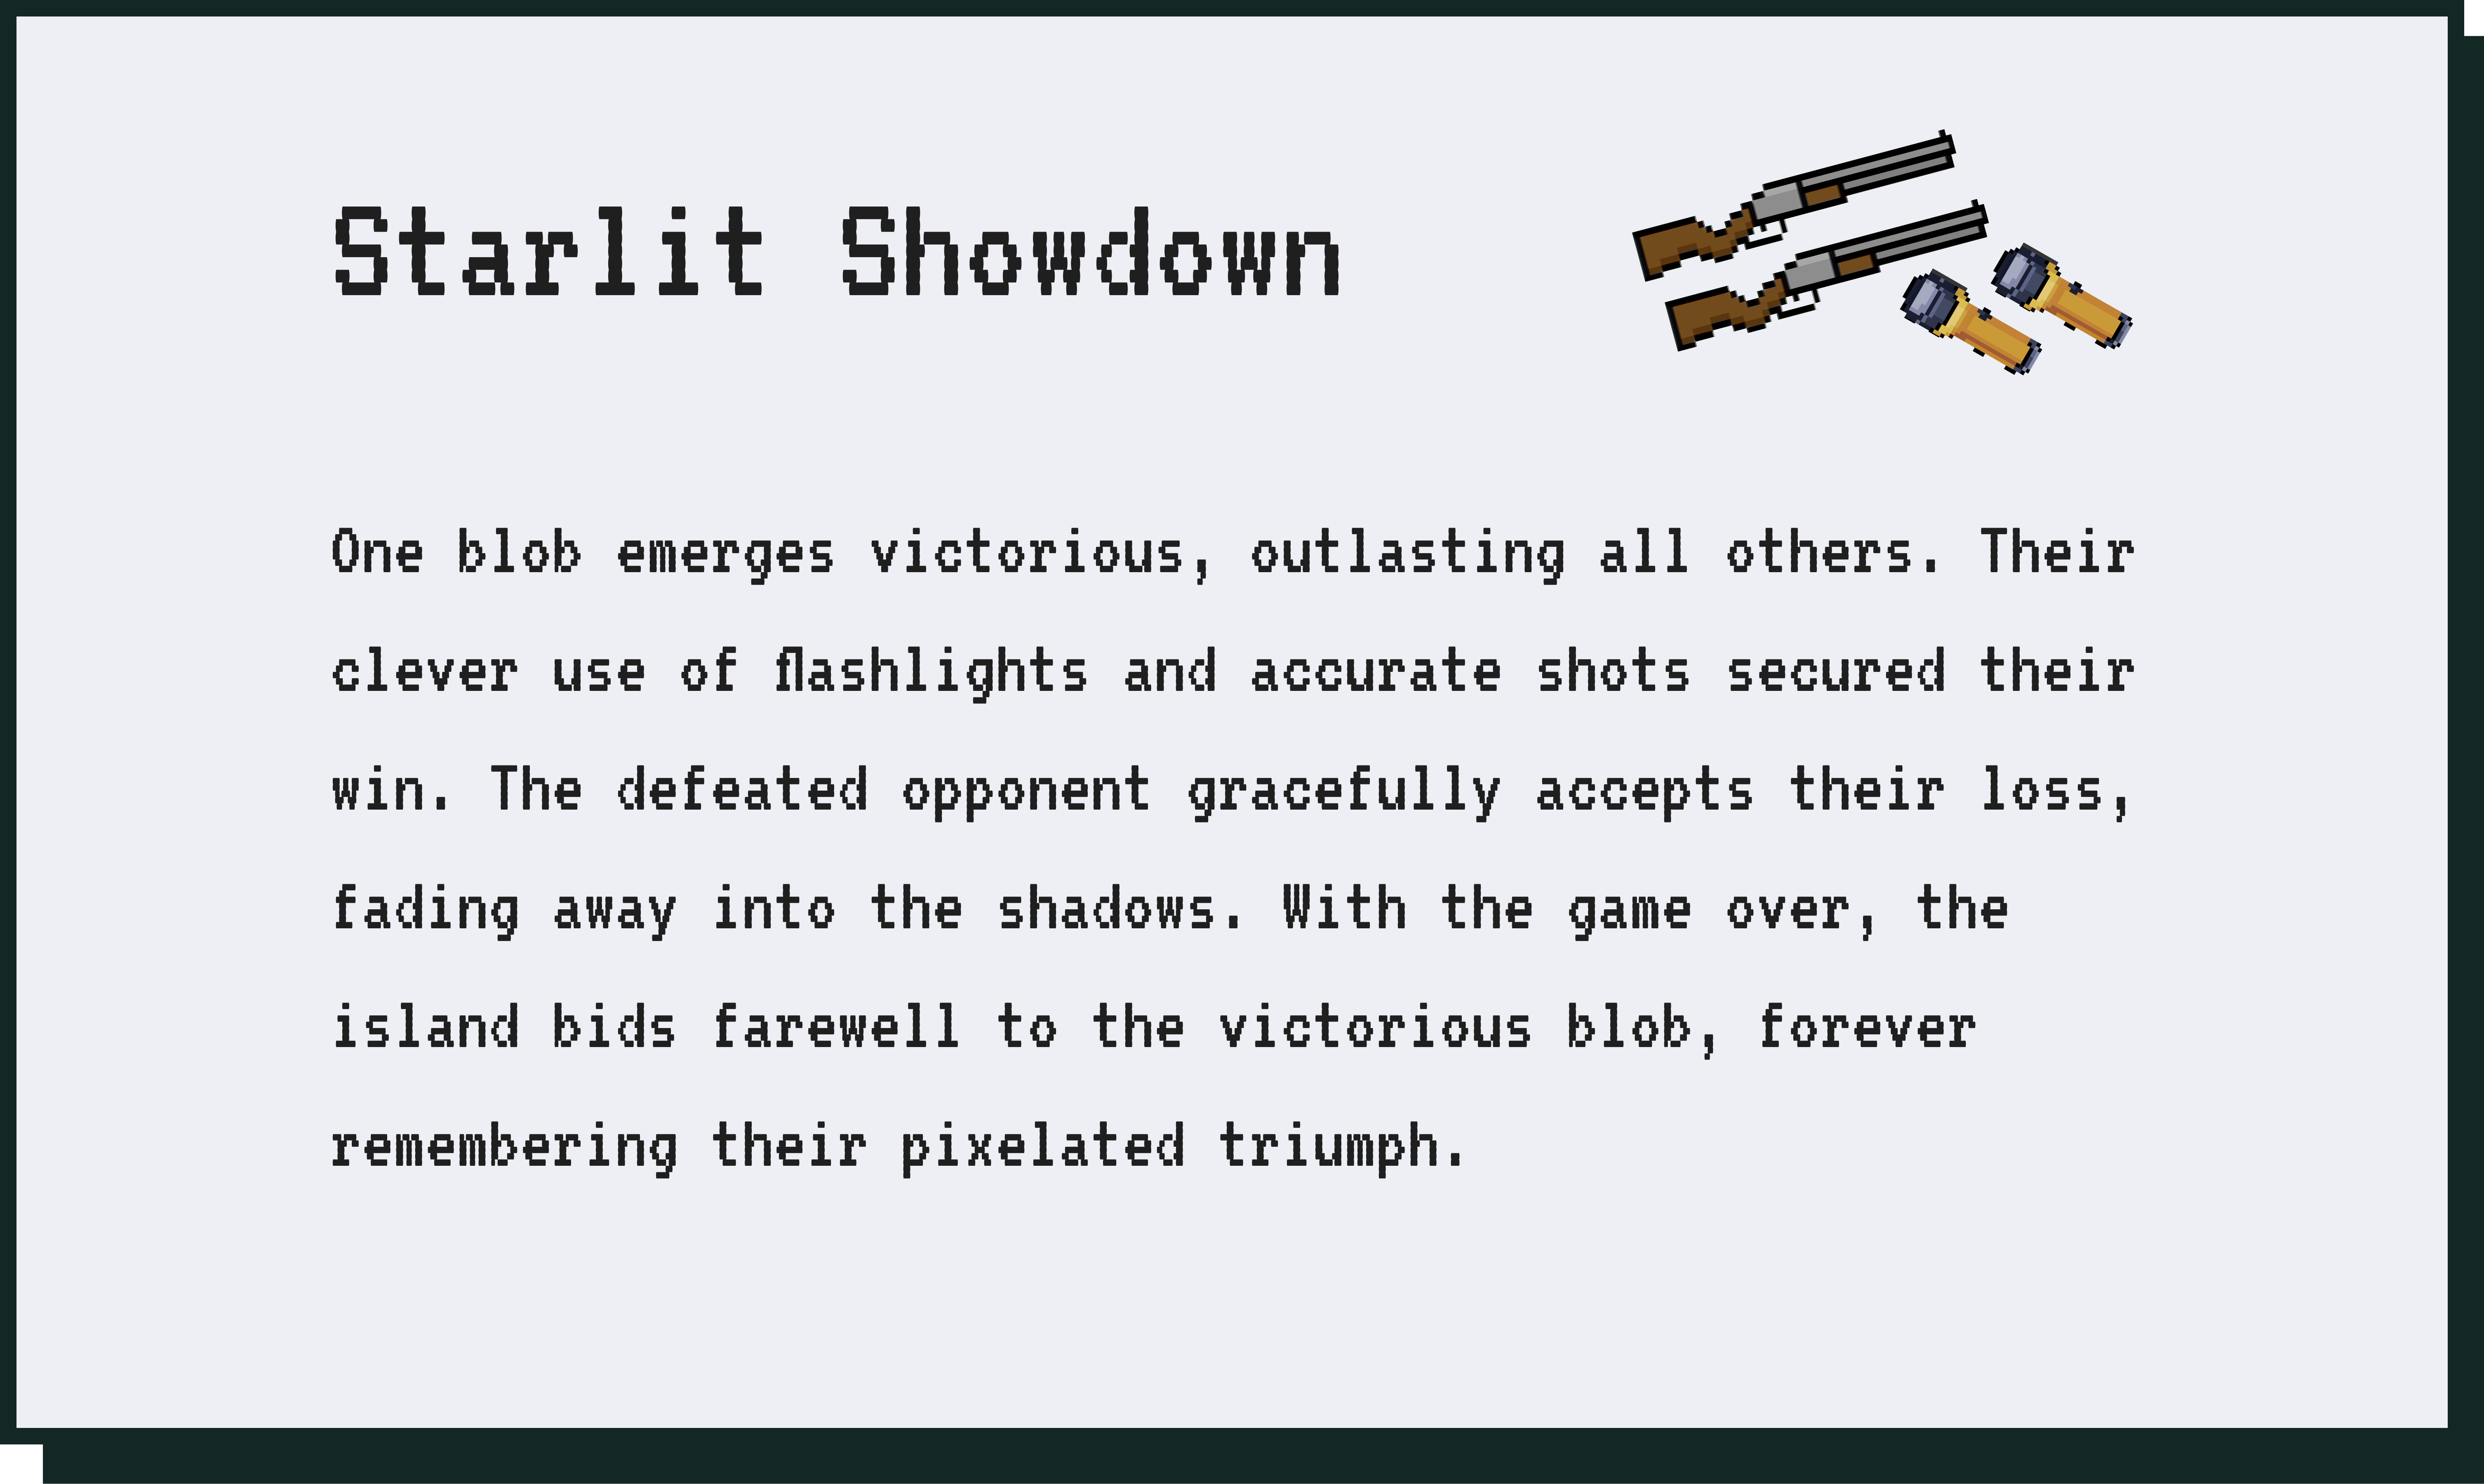 Starlit Showdown
One blob emerges victorious, outlasting all others. Their
clever use of flashlights and accurate shots secured their
win. The defeated opponent gracefully accepts their loss,
fading away into the shadows. With the game over, the
island bids farewell to the victorious blob, forever
remembering their pixelated triumph.